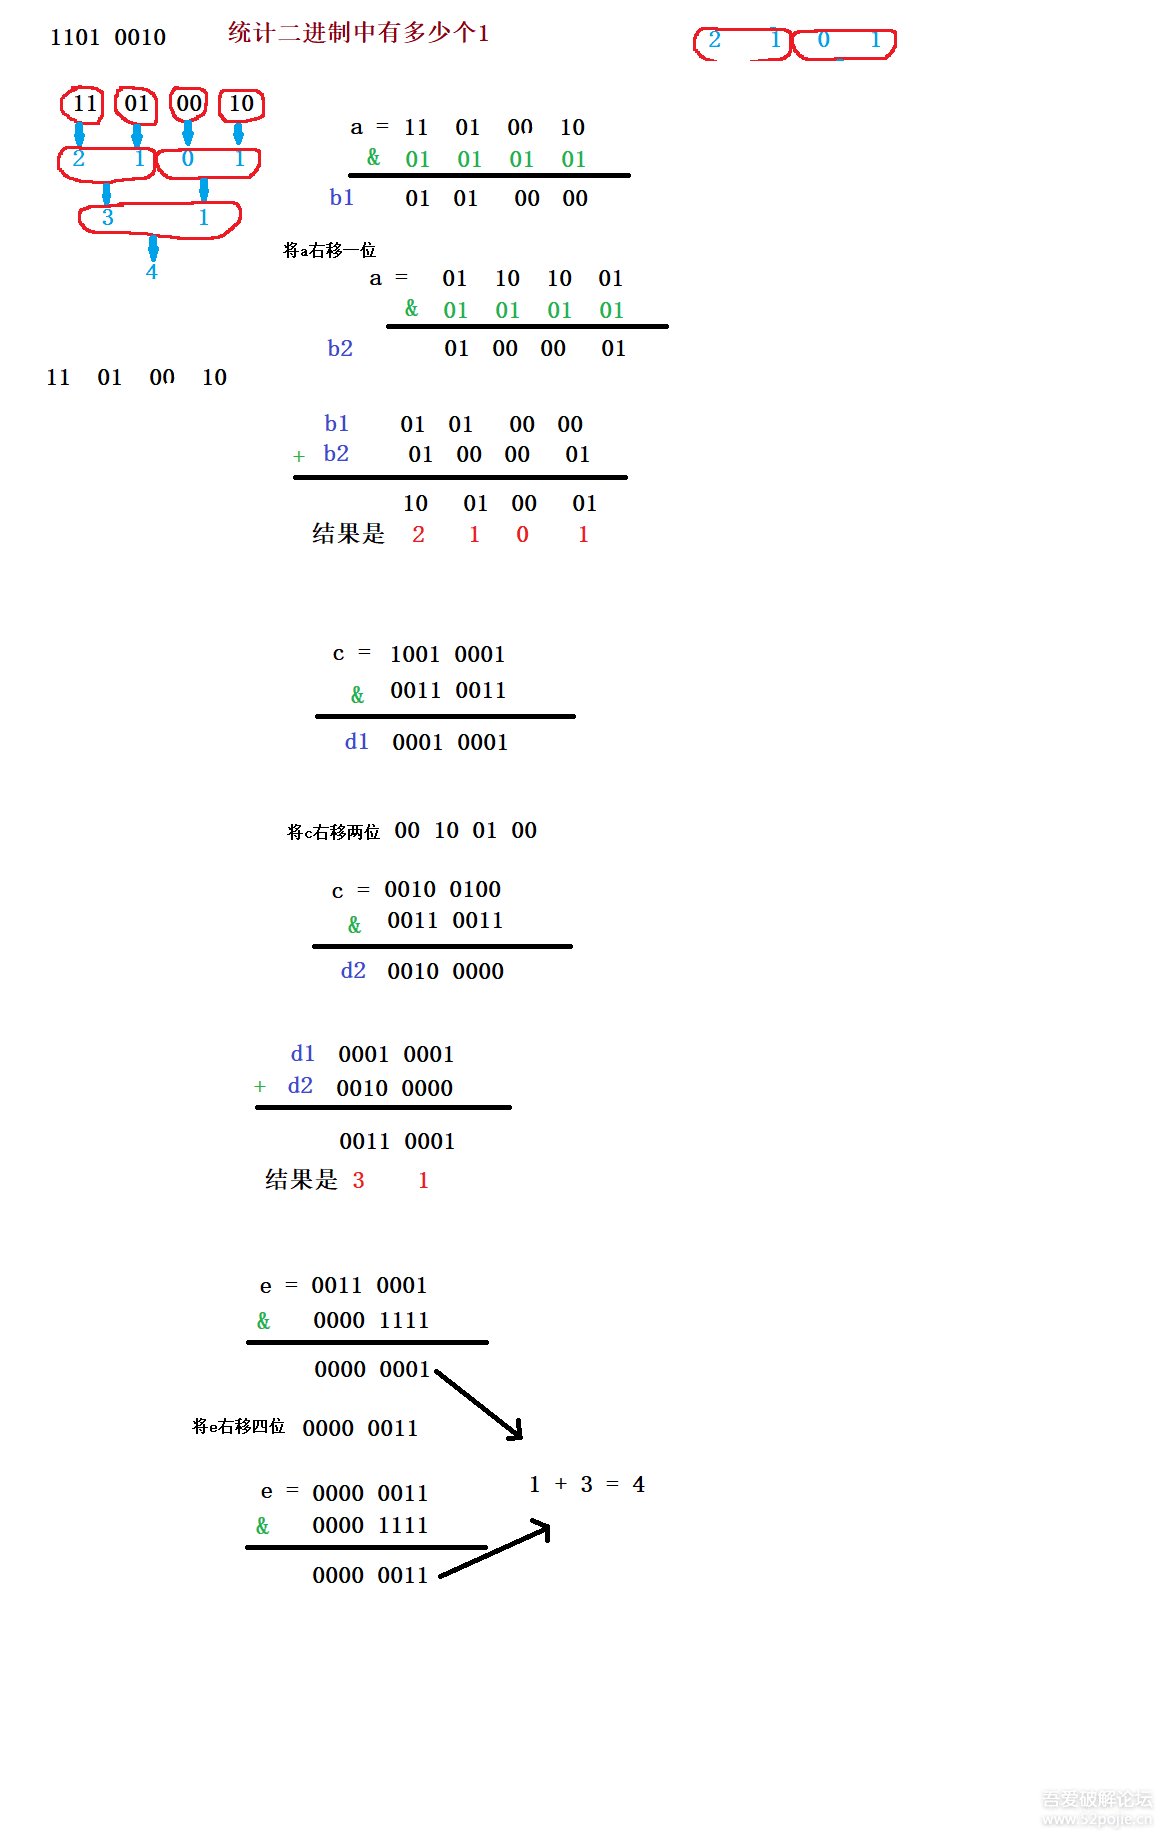 1101 0010 统计二进制中有多少个1
2 1 0 1
11 01 00 10
2 1 0 1
3 1
4
a = 11 01 00 10
& 01 01 01 01
b1 01 01 00 00
将a右移一位
a = 01 10 10 01
& 01 01 01 01
b2 01 00 00 01
11 01 00 10
b1 01 01 00 00
+ b2 01 00 00 01
10 01 00 01
结果是 2 1 0 1
c = 1001 0001
& 0011 0011
d1 0001 0001
将c右移两位 00 10 01 00
c = 0010 0100
& 0011 0011
d2 0010 0000
d1 0001 0001
+ d2 0010 0000
0011 0001
结果是 3 1
e = 0011 0001
& 0000 1111
0000 0001
将e右移四位 0000 0011
e = 0000 0011
1 + 3 = 4
& 0000 1111
0000 0011
吾爱破解论坛
www.52pojie.cn